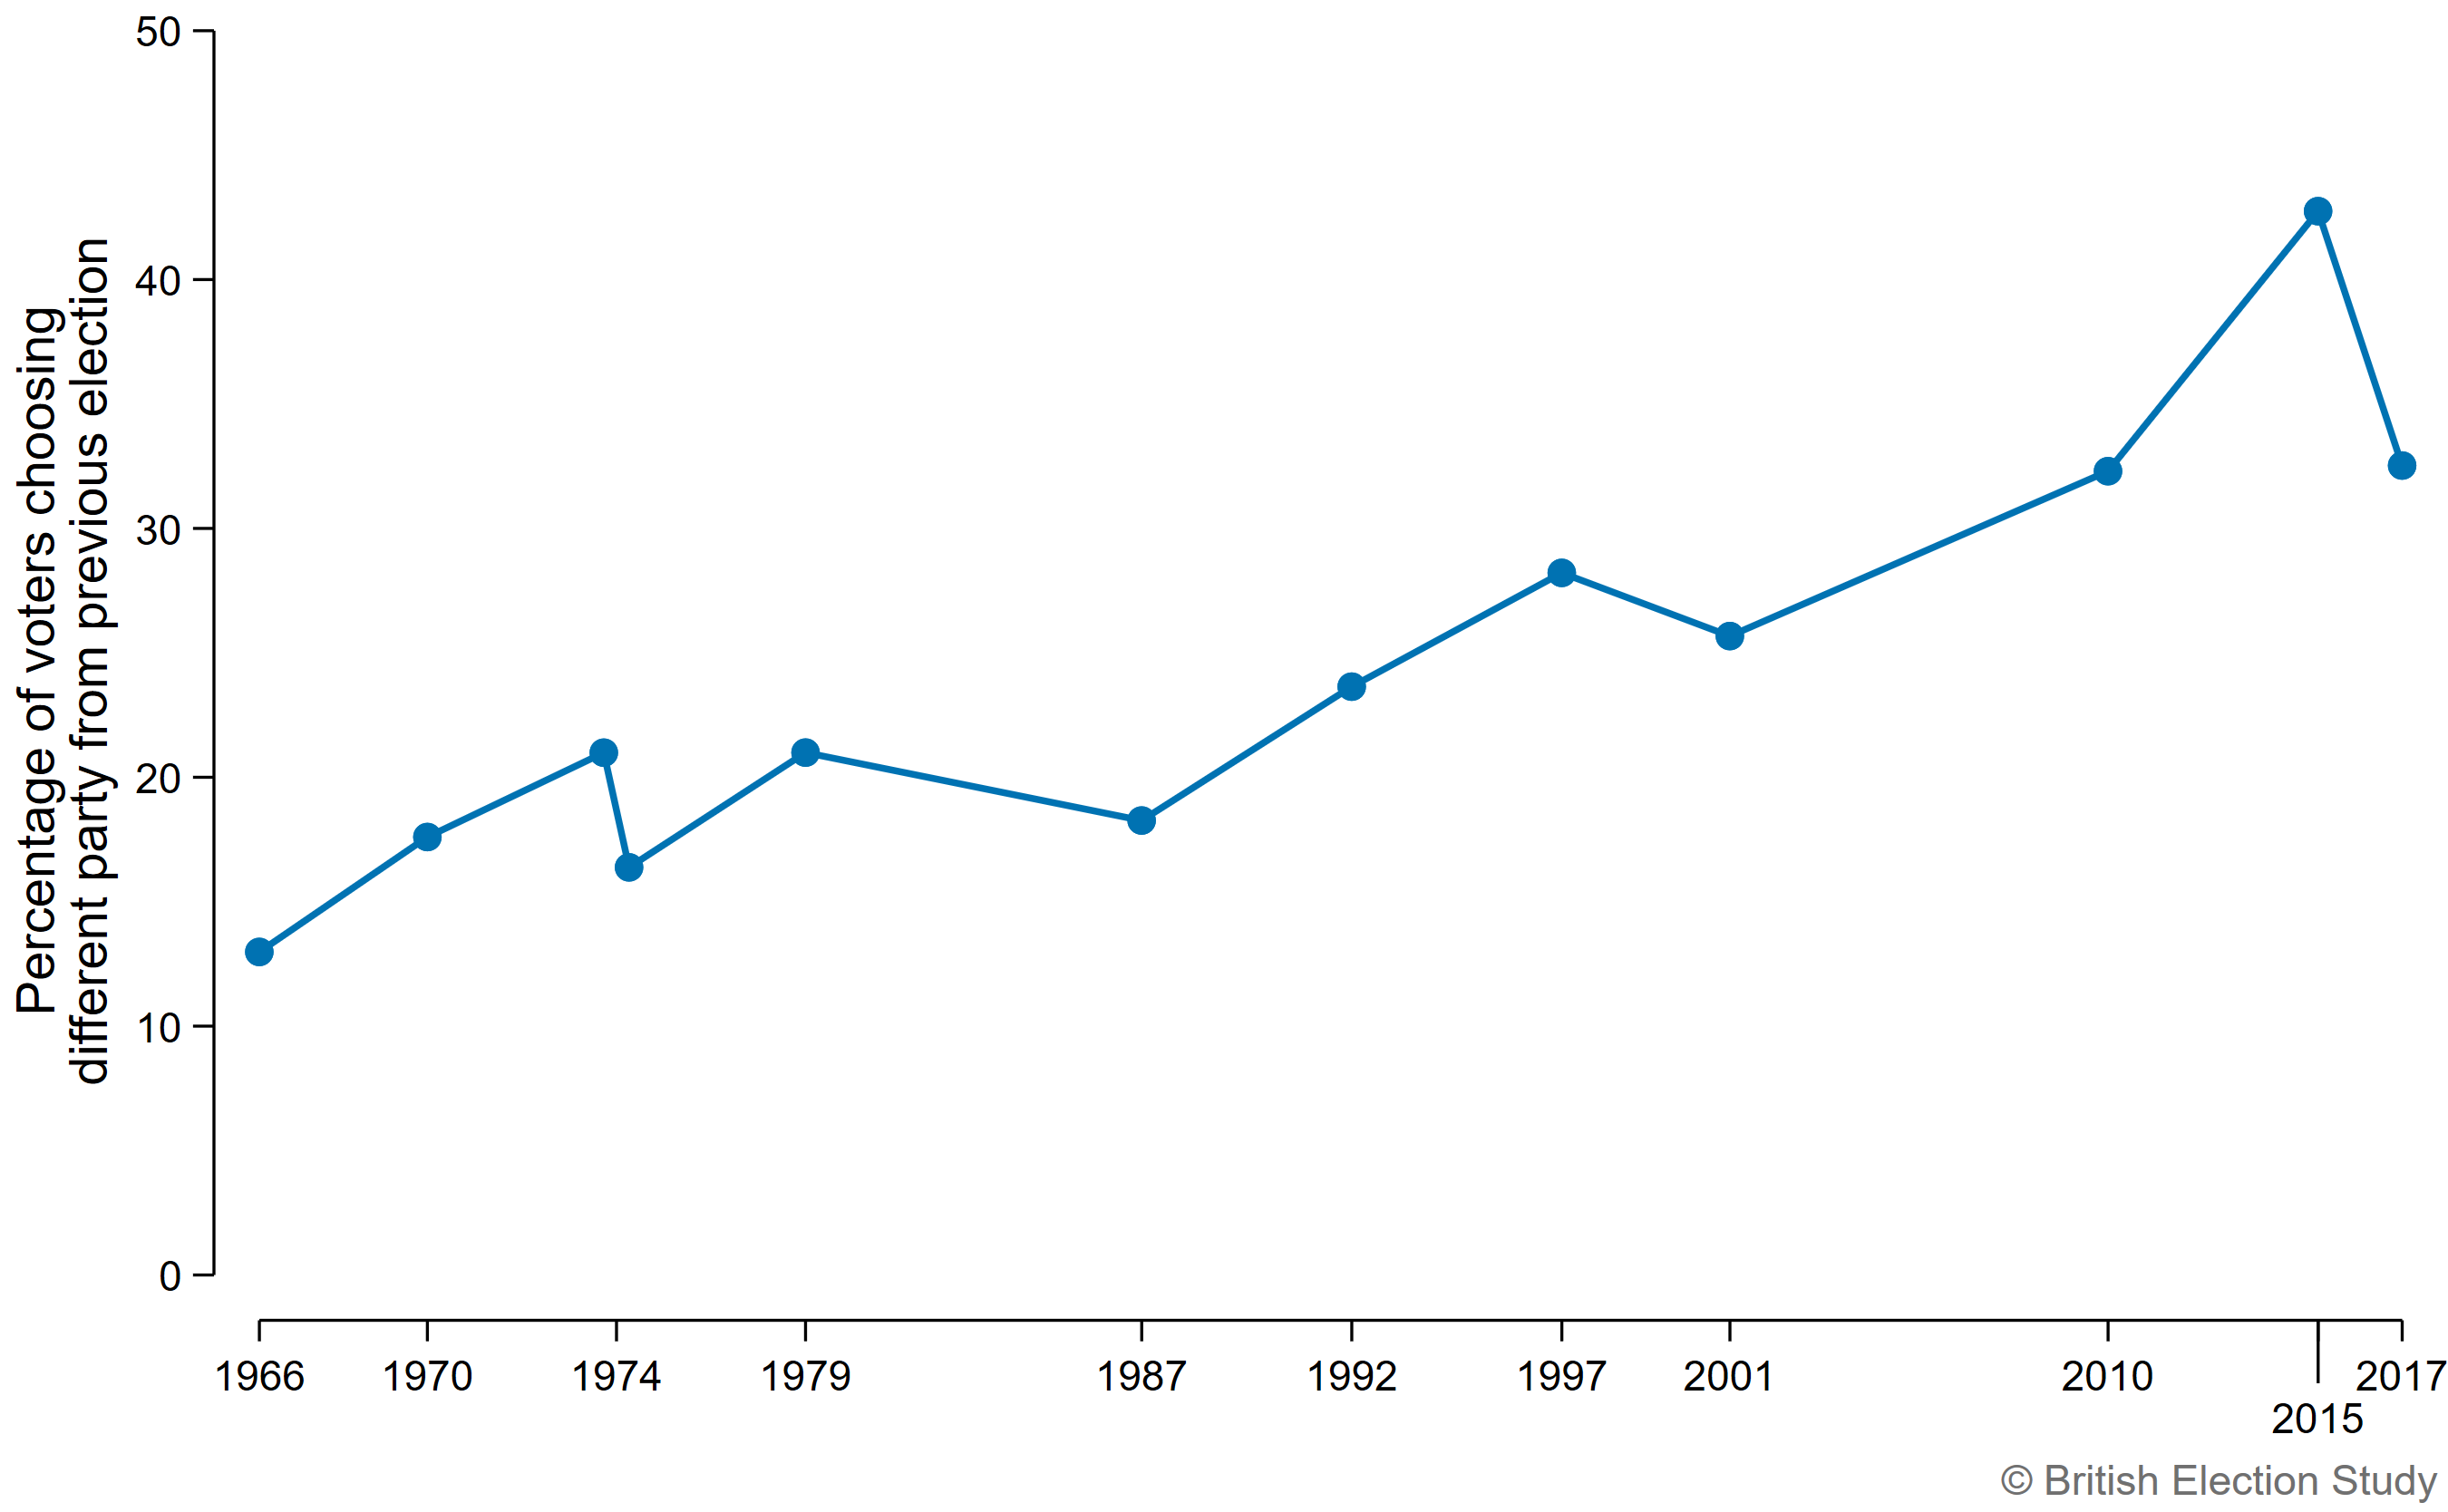 Percentage of voters choosing
different party from previous election
50
40
30
20
10
0
1966 1970 1974 1979 1987 1992 1997 2001 2010 2017
2015
© British Election Study